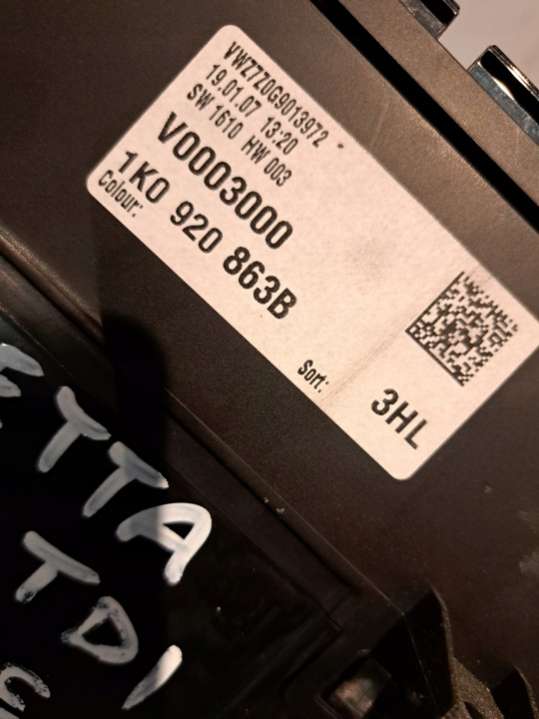 VWZ7Z0G9013972
19.01.07 13:20
SW 1610 HW 003
V0003000
1K0 920 863B
Colour:
Sort:
3HL
ETTA
TDI